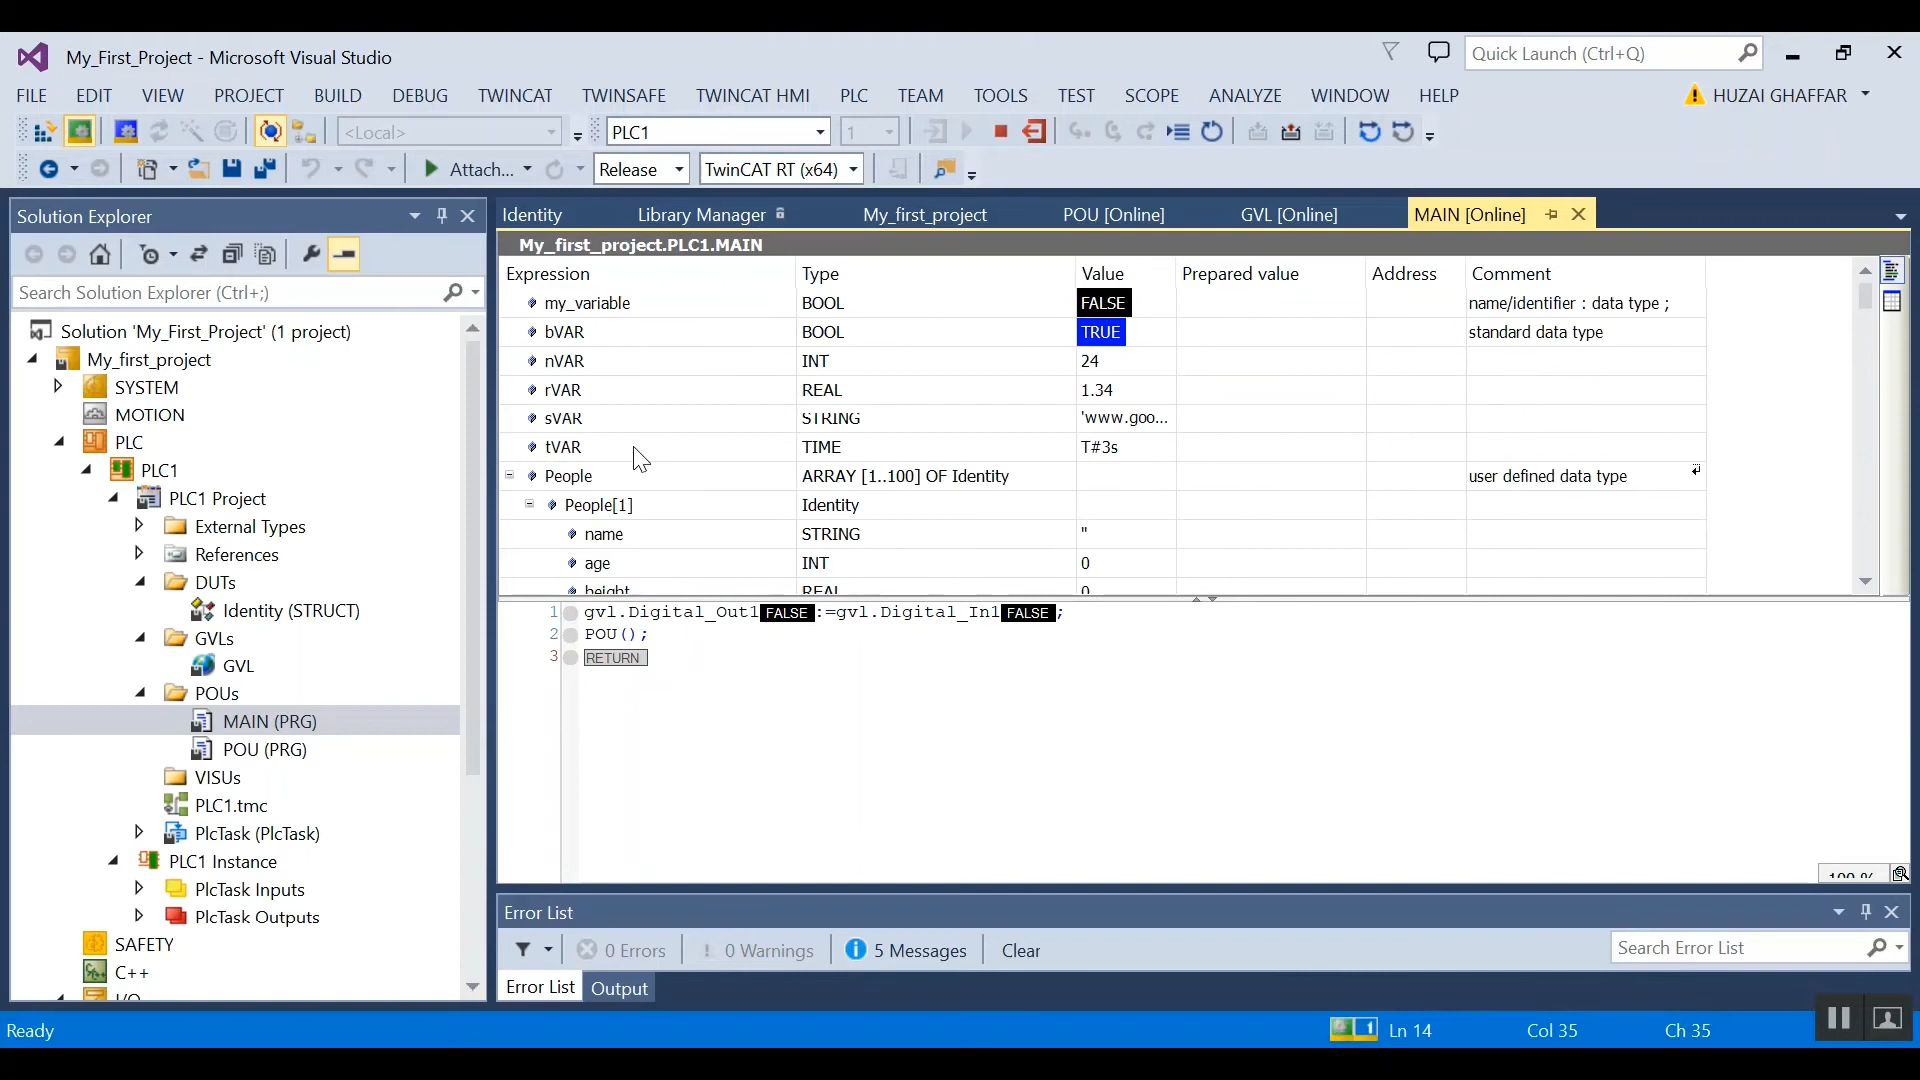 My_First_Project - Microsoft Visual Studio
Quick Launch (Ctrl+Q)
FILE EDIT VIEW PROJECT BUILD DEBUG TWINCAT TWINSAFE TWINCAT HMI PLC TEAM TOOLS TEST SCOPE ANALYZE WINDOW HELP HUZAI GHAFFAR
<Local> PLC1 1
Attach... Release TwinCAT RT (x64)
Solution Explorer
Search Solution Explorer (Ctrl+;)
Solution 'My_First_Project' (1 project)
My_first_project
SYSTEM
MOTION
PLC
PLC1
PLC1 Project
External Types
References
DUTs
Identity (STRUCT)
GVLs
GVL
POUs
MAIN (PRG)
POU (PRG)
VISUs
PLC1.tmc
PlcTask (PlcTask)
PLC1 Instance
PlcTask Inputs
PlcTask Outputs
SAFETY
C++
I/O
Identity Library Manager My_first_project POU [Online] GVL [Online] MAIN [Online]
My_first_project.PLC1.MAIN
Expression Type Value Prepared value Address Comment
my_variable BOOL FALSE name/identifier : data type ;
bVAR BOOL TRUE standard data type
nVAR INT 24
rVAR REAL 1.34
sVAR STRING 'www.goo...
tVAR TIME T#3s
People ARRAY [1..100] OF Identity user defined data type
People[1] Identity
name STRING ''
age INT 0
height REAL 0
1 gvl.Digital_Out1 FALSE :=gvl.Digital_In1 FALSE ;
2 POU();
3 RETURN
100 %
Error List
0 Errors 0 Warnings 5 Messages Clear
Search Error List
Error List Output
Ready 1 Ln 14 Col 35 Ch 35